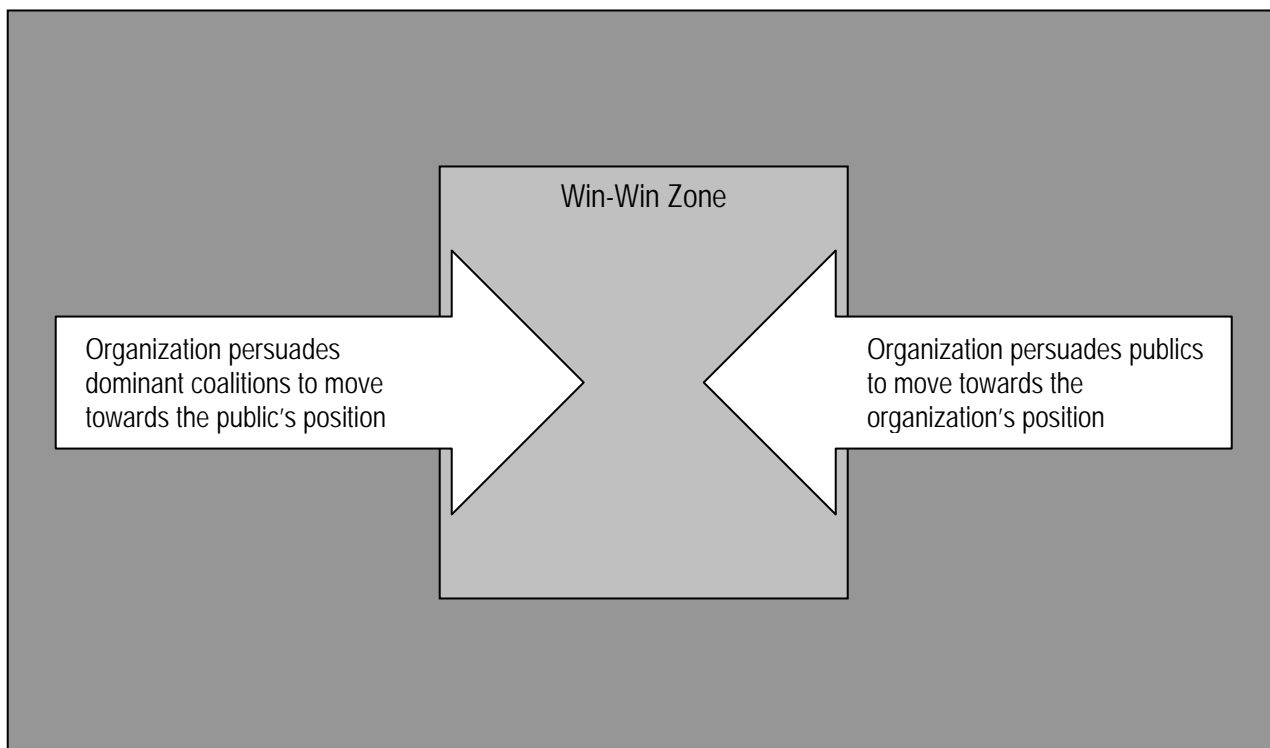 Win-Win Zone
Organization persuades
dominant coalitions to move
towards the public's position
Organization persuades publics
to move towards the
organization's position